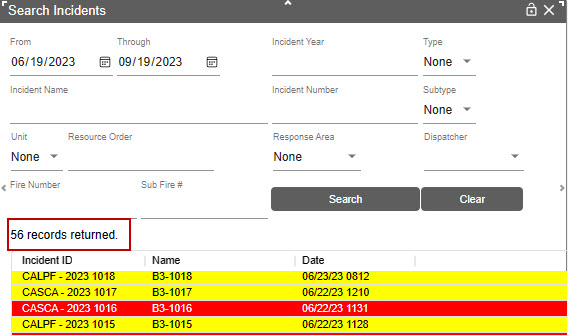 Search Incidents
From Through Incident Year Type
06/19/2023 09/19/2023 None
Incident Name Incident Number Subtype
None
Unit Resource Order Response Area Dispatcher
None None
Fire Number Sub Fire # Search Clear
56 records returned.
Incident ID Name Date
CALPF - 2023 1018 B3-1018 06/23/23 0812
CASCA - 2023 1017 B3-1017 06/22/23 1210
CASCA - 2023 1016 B3-1016 06/22/23 1131
CALPF - 2023 1015 B3-1015 06/22/23 1128